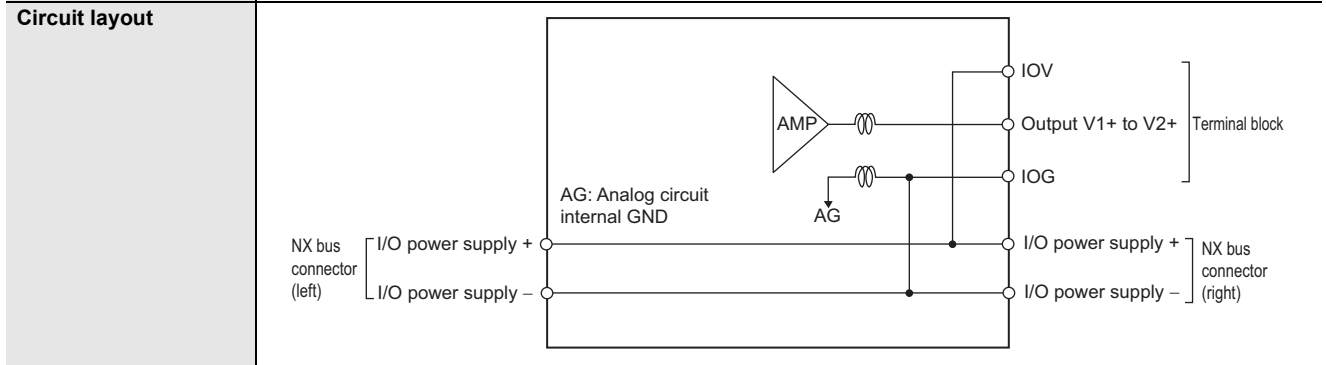 Circuit layout
IOV
AMP
Output V1+ to V2+
Terminal block
IOG
AG: Analog circuit
internal GND
AG
NX bus
connector
(left)
I/O power supply +
I/O power supply –
I/O power supply +
I/O power supply –
NX bus
connector
(right)